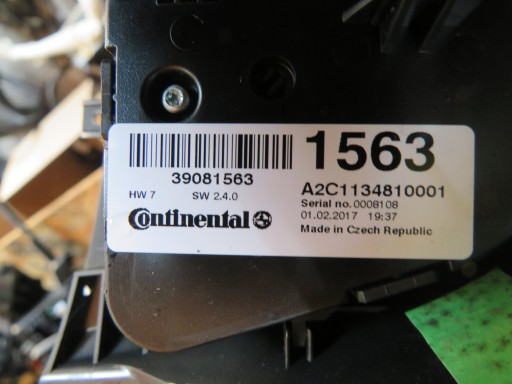 1563
39081563
HW 7 SW 2.4.0
A2C1134810001
Serial no.0008108
01.02.2017 19:37
Continental
Made in Czech Republic